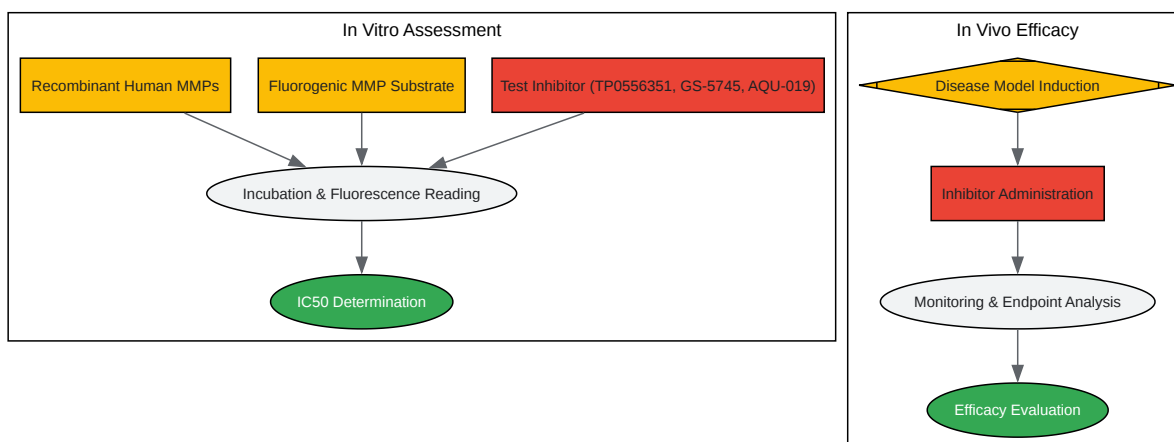 In Vitro Assessment
Recombinant Human MMPs
Fluorogenic MMP Substrate
Test Inhibitor (TP0556351, GS-5745, AQU-019)
Incubation & Fluorescence Reading
IC50 Determination
In Vivo Efficacy
Disease Model Induction
Inhibitor Administration
Monitoring & Endpoint Analysis
Efficacy Evaluation